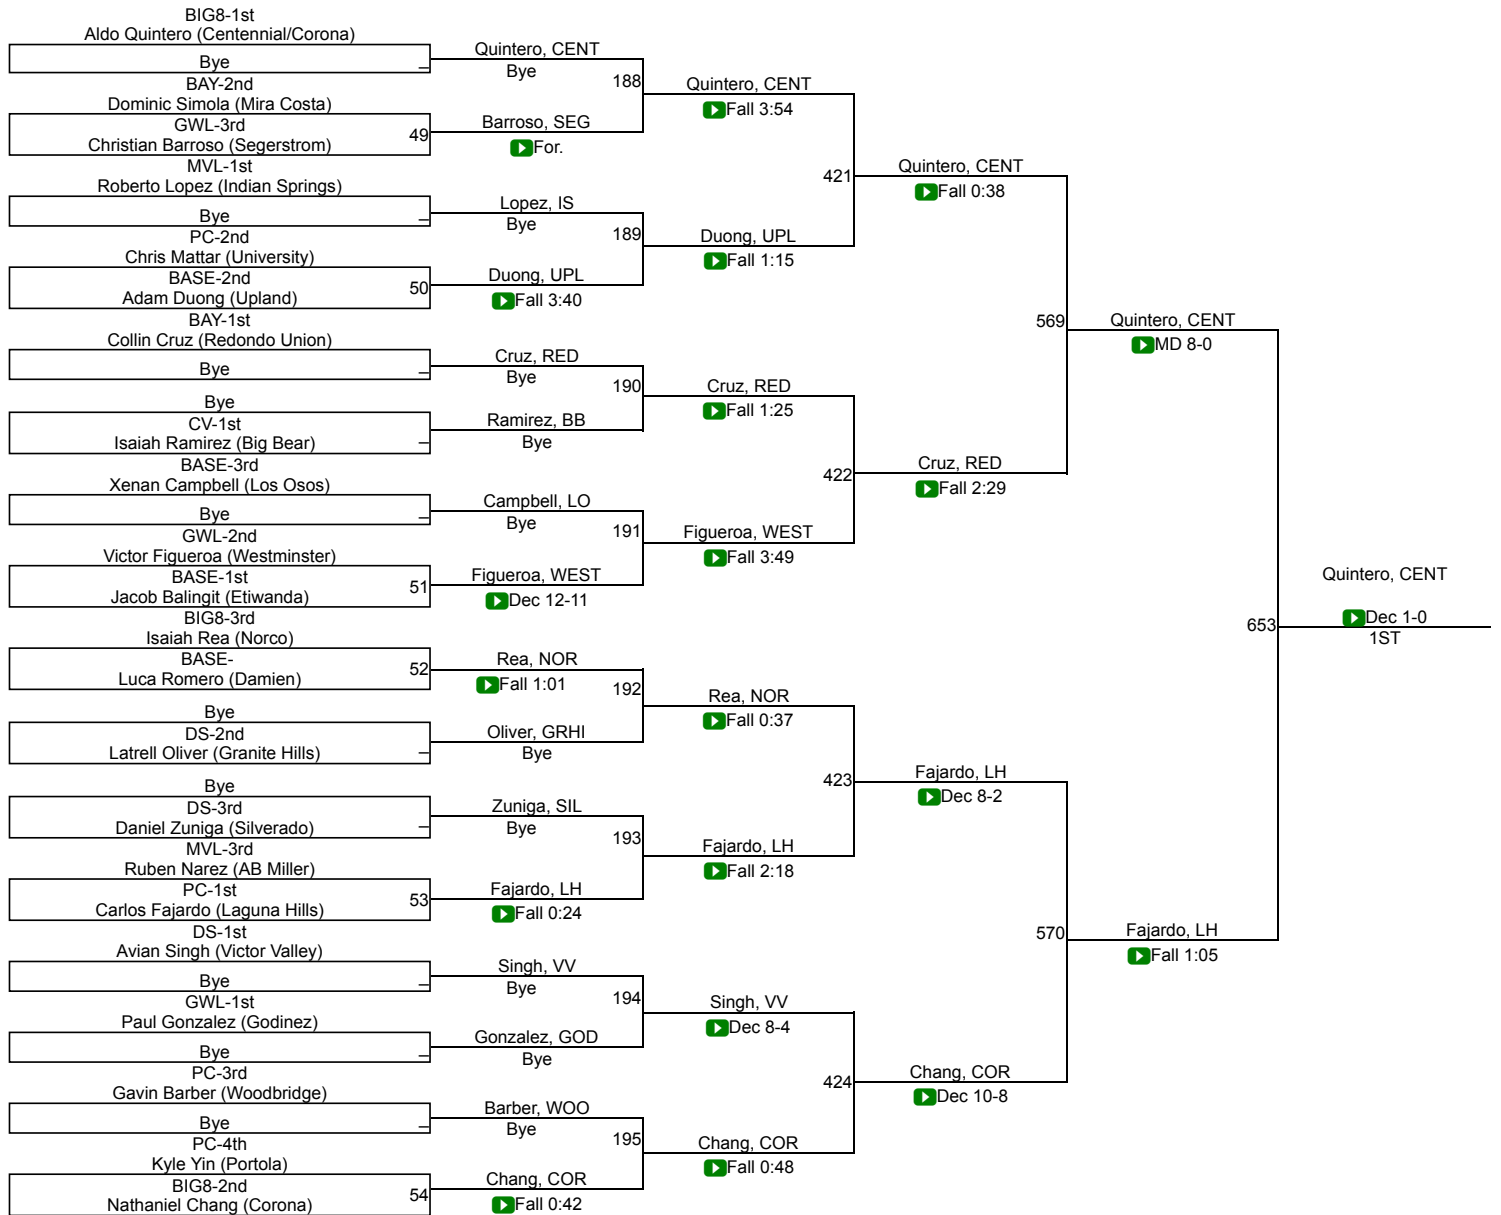 BIG8-1st
Aldo Quintero (Centennial/Corona)
Bye
BAY-2nd
Dominic Simola (Mira Costa)
GWL-3rd
Christian Barroso (Segerstrom)
49
MVL-1st
Roberto Lopez (Indian Springs)
Bye
PC-2nd
Chris Mattar (University)
BASE-2nd
Adam Duong (Upland)
50
BAY-1st
Collin Cruz (Redondo Union)
Bye
Bye
CV-1st
Isaiah Ramirez (Big Bear)
BASE-3rd
Xenan Campbell (Los Osos)
Bye
GWL-2nd
Victor Figueroa (Westminster)
BASE-1st
Jacob Balingit (Etiwanda)
51
BIG8-3rd
Isaiah Rea (Norco)
BASE-
Luca Romero (Damien)
52
Bye
DS-2nd
Latrell Oliver (Granite Hills)
Bye
DS-3rd
Daniel Zuniga (Silverado)
MVL-3rd
Ruben Narez (AB Miller)
PC-1st
Carlos Fajardo (Laguna Hills)
53
DS-1st
Avian Singh (Victor Valley)
Bye
GWL-1st
Paul Gonzalez (Godinez)
Bye
PC-3rd
Gavin Barber (Woodbridge)
Bye
PC-4th
Kyle Yin (Portola)
BIG8-2nd
Nathaniel Chang (Corona)
54
Quintero, CENT
Bye
188
Barroso, SEG
For.
Lopez, IS
Bye
189
Duong, UPL
Fall 3:40
Cruz, RED
Bye
190
Ramirez, BB
Bye
Campbell, LO
Bye
191
Figueroa, WEST
Dec 12-11
Rea, NOR
Fall 1:01
192
Oliver, GRHI
Bye
Zuniga, SIL
Bye
193
Fajardo, LH
Fall 0:24
Singh, VV
Bye
194
Gonzalez, GOD
Bye
Barber, WOO
Bye
195
Chang, COR
Fall 0:42
Quintero, CENT
Fall 3:54
421
Duong, UPL
Fall 1:15
Cruz, RED
Fall 1:25
422
Figueroa, WEST
Fall 3:49
Rea, NOR
Fall 0:37
423
Fajardo, LH
Fall 2:18
Singh, VV
Dec 8-4
424
Chang, COR
Fall 0:48
Quintero, CENT
Fall 0:38
569
Cruz, RED
Fall 2:29
Fajardo, LH
Dec 8-2
570
Chang, COR
Dec 10-8
Quintero, CENT
MD 8-0
653
Fajardo, LH
Fall 1:05
Quintero, CENT
Dec 1-0
1ST